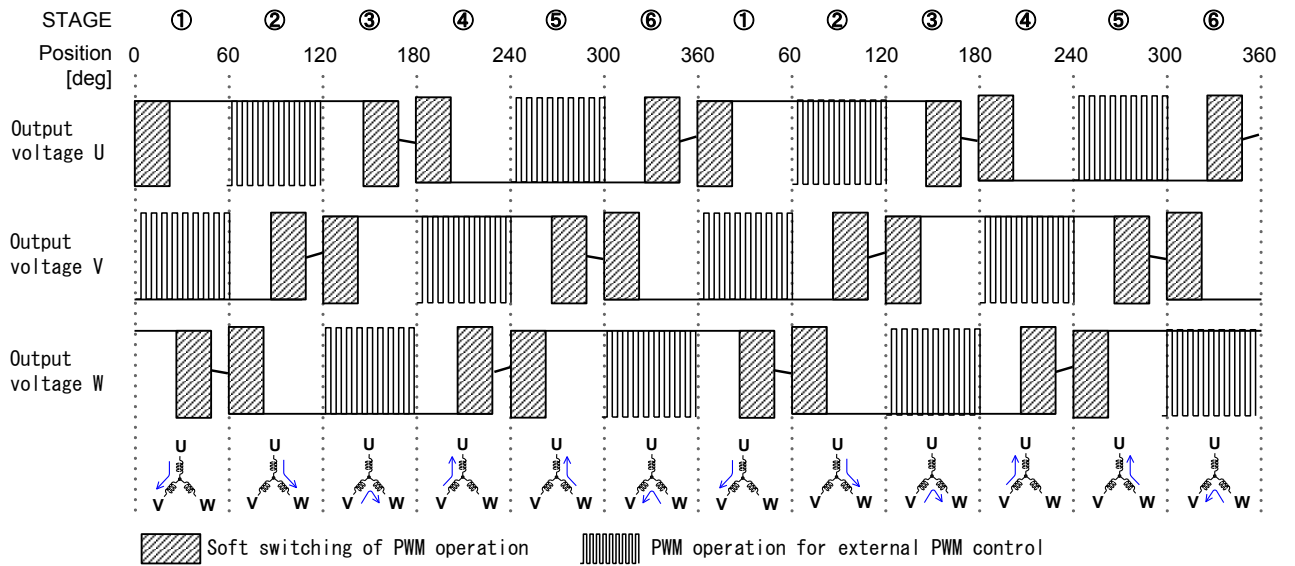 STAGE ① ② ③ ④ ⑤ ⑥ ① ② ③ ④ ⑤ ⑥
Position [deg] 0 60 120 180 240 300 360 60 120 180 240 300 360
Output voltage U
Output voltage V
Output voltage W
U U U U U U U U U U U U
V W V W V W V W V W V W V W V W V W V W V W V W
Soft switching of PWM operation
PWM operation for external PWM control